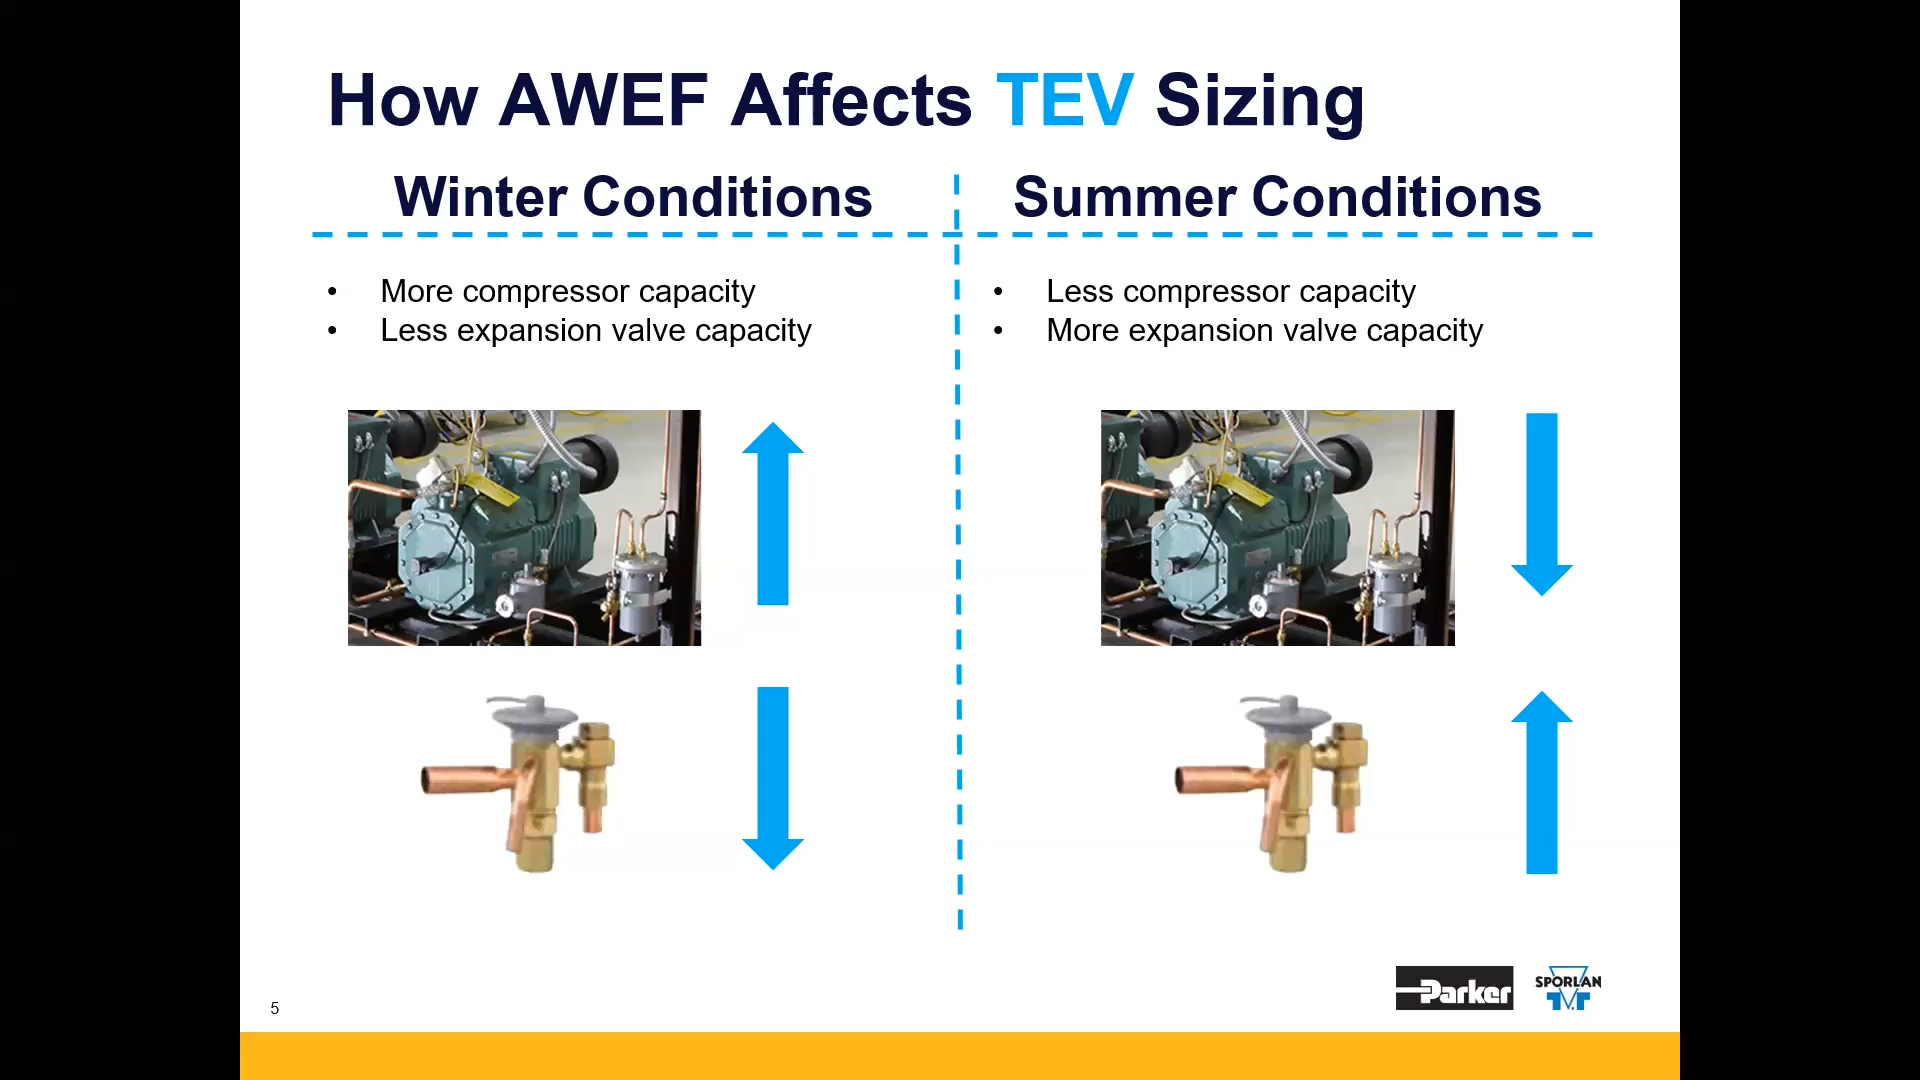 How AWEF Affects TEV Sizing
Winter Conditions
• More compressor capacity
• Less expansion valve capacity
Summer Conditions
• Less compressor capacity
• More expansion valve capacity
5
Parker
SPORLAN